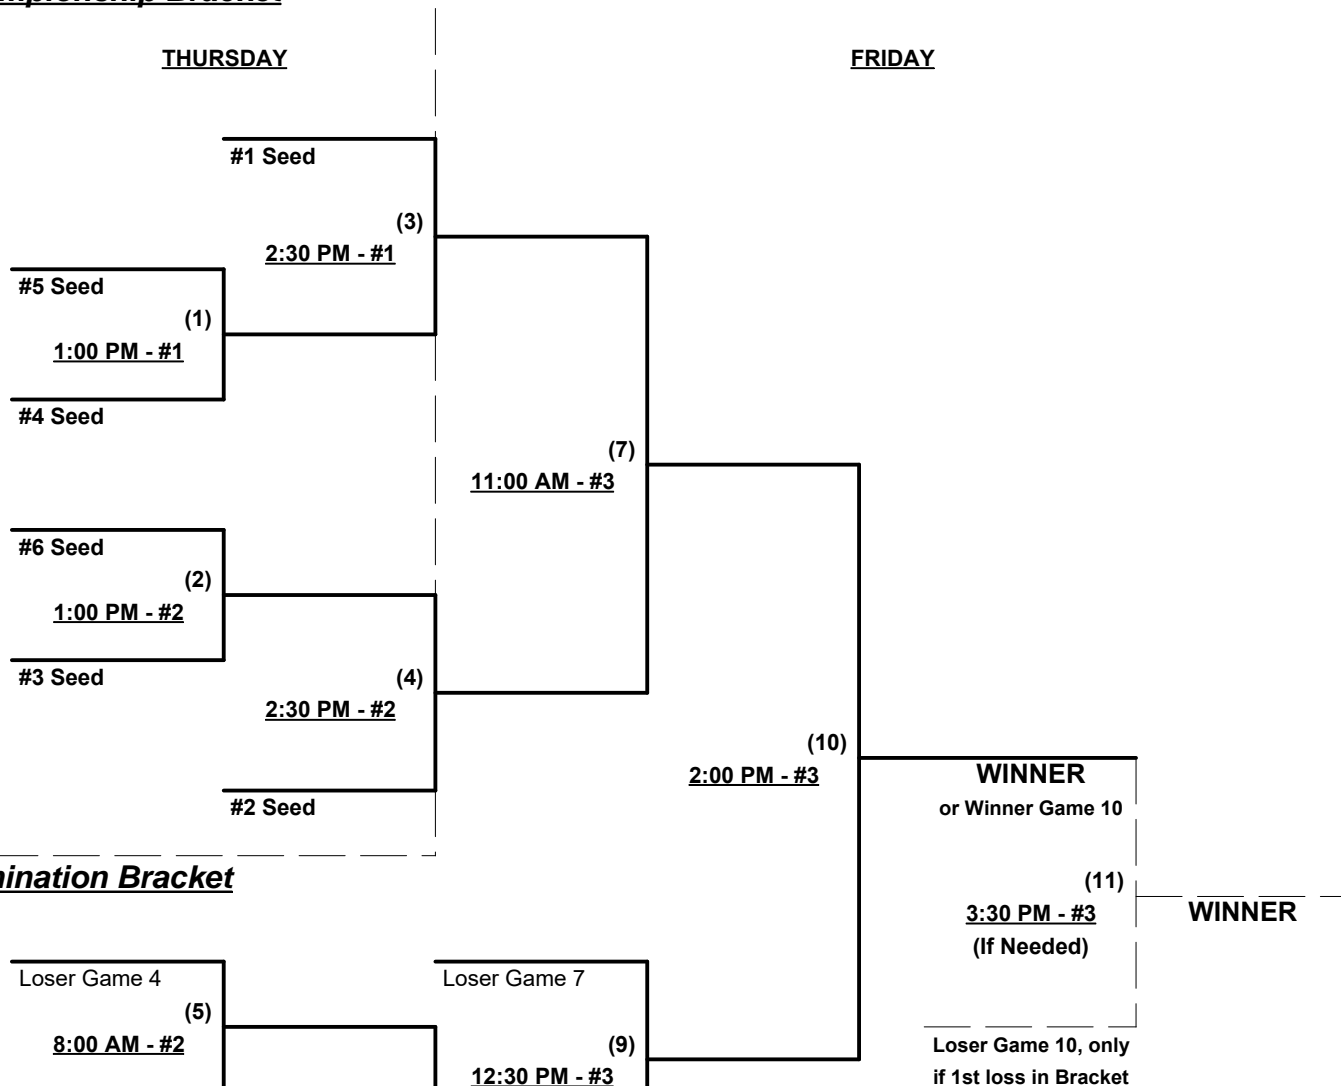 Bracket
THURSDAY
FRIDAY
#1 Seed
(3)
2:30 PM - #1
#5 Seed
(1)
1:00 PM - #1
#4 Seed
(7)
11:00 AM - #3
#6 Seed
(2)
1:00 PM - #2
#3 Seed
(4)
2:30 PM - #2
(10)
2:00 PM - #3
WINNER
or Winner Game 10
#2 Seed
mination Bracket
(11)
3:30 PM - #3
WINNER
(If Needed)
Loser Game 4
Loser Game 7
(5)
8:00 AM - #2
(9)
12:30 PM - #3
Loser Game 10, only
if 1st loss in Bracket